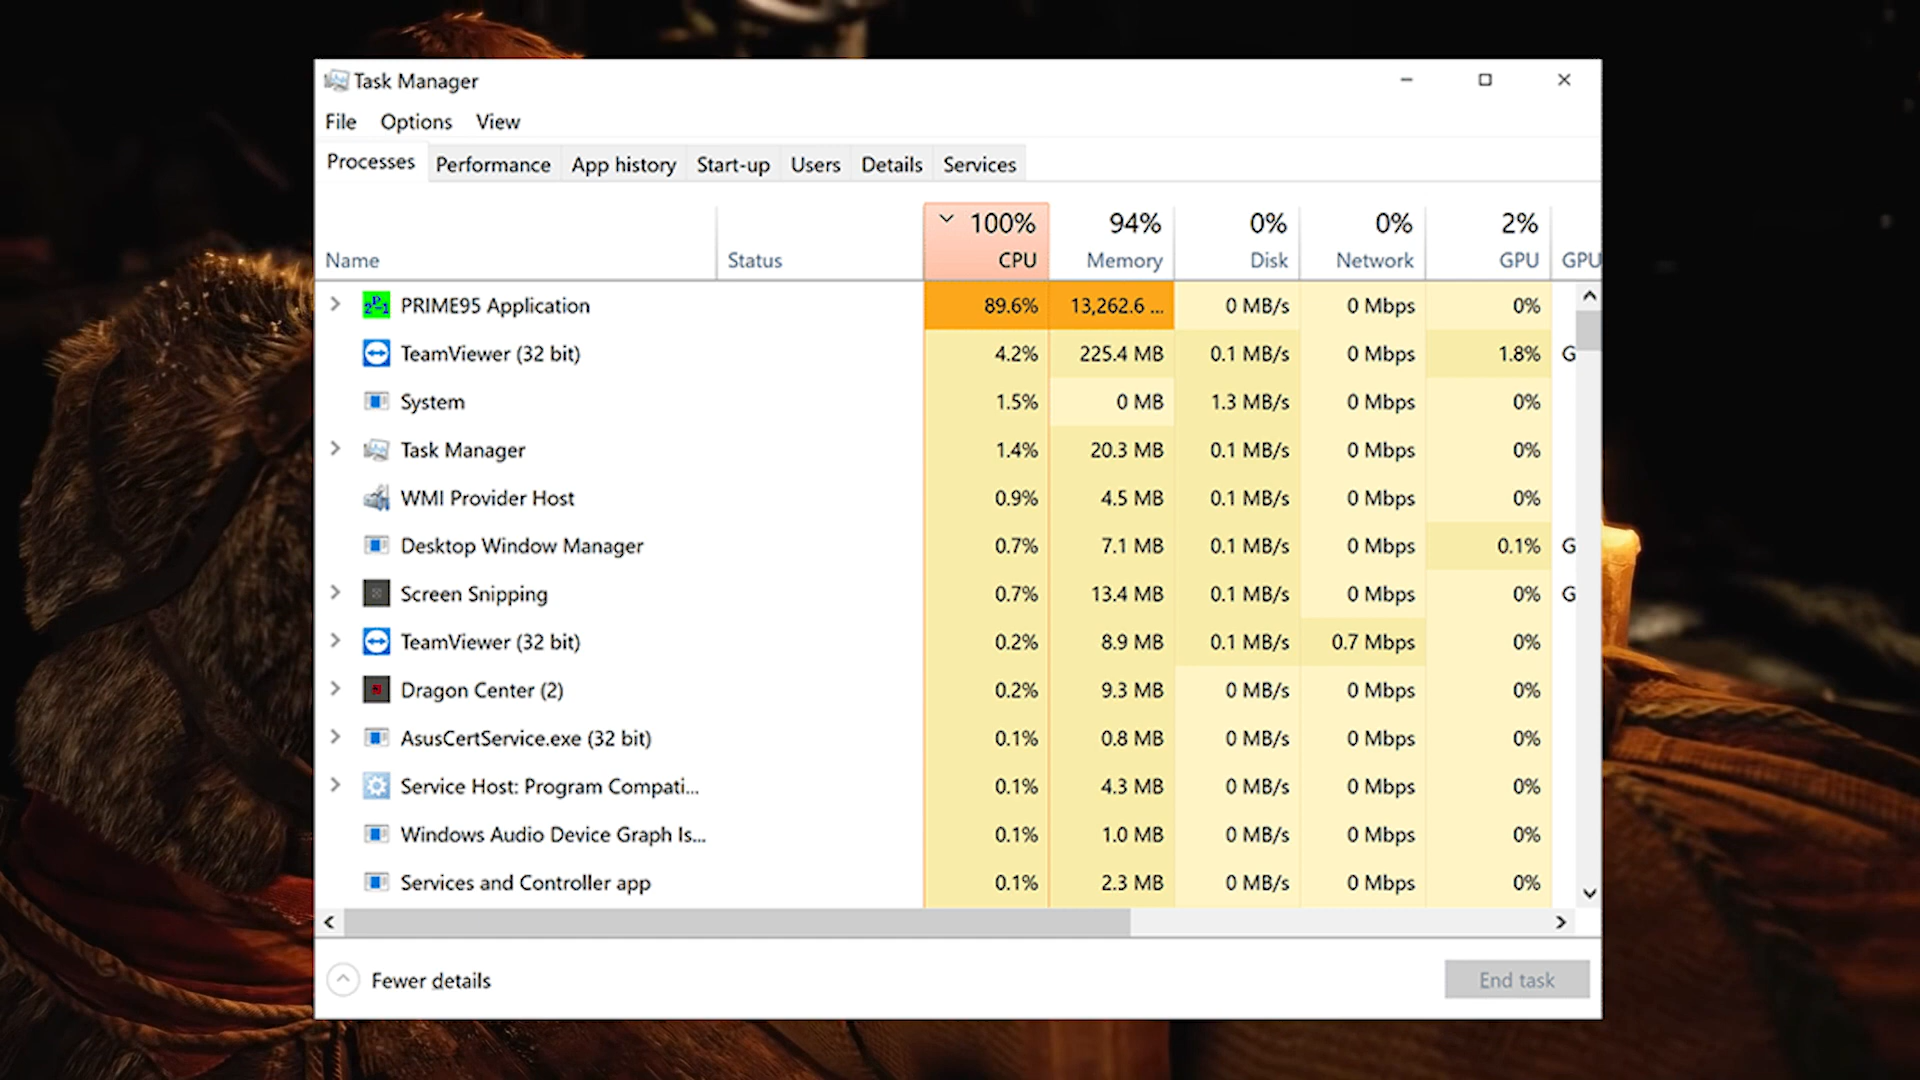 Task Manager
File Options View
Processes Performance App history Start-up Users Details Services
100% 94% 0% 0% 2%
Name Status CPU Memory Disk Network GPU GPU
PRIME95 Application 89.6% 13,262.6 ... 0 MB/s 0 Mbps 0%
TeamViewer (32 bit) 4.2% 225.4 MB 0.1 MB/s 0 Mbps 1.8% G
System 1.5% 0 MB 1.3 MB/s 0 Mbps 0%
Task Manager 1.4% 20.3 MB 0.1 MB/s 0 Mbps 0%
WMI Provider Host 0.9% 4.5 MB 0.1 MB/s 0 Mbps 0%
Desktop Window Manager 0.7% 7.1 MB 0.1 MB/s 0 Mbps 0.1% G
Screen Snipping 0.7% 13.4 MB 0.1 MB/s 0 Mbps 0% G
TeamViewer (32 bit) 0.2% 8.9 MB 0.1 MB/s 0.7 Mbps 0%
Dragon Center (2) 0.2% 9.3 MB 0 MB/s 0 Mbps 0%
AsusCertService.exe (32 bit) 0.1% 0.8 MB 0 MB/s 0 Mbps 0%
Service Host: Program Compati... 0.1% 4.3 MB 0 MB/s 0 Mbps 0%
Windows Audio Device Graph Is... 0.1% 1.0 MB 0 MB/s 0 Mbps 0%
Services and Controller app 0.1% 2.3 MB 0 MB/s 0 Mbps 0%
Fewer details End task